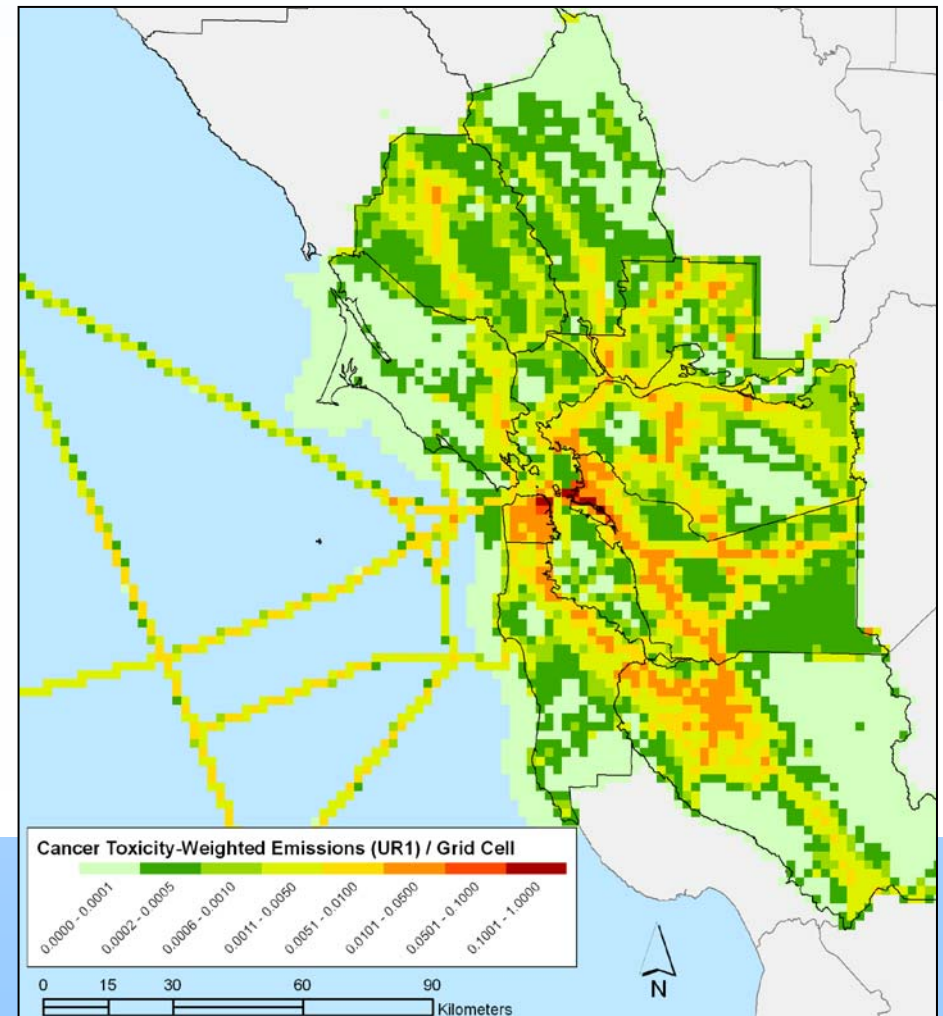 Cancer Toxicity-Weighted Emissions (UR1) / Grid Cell
0.0000 - 0.0001
0.0002 - 0.0005
0.0006 - 0.0010
0.0011 - 0.0050
0.0051 - 0.0100
0.0101 - 0.0500
0.0501 - 0.1000
0.1001 - 1.0000
0 15 30 60 90
Kilometers
N